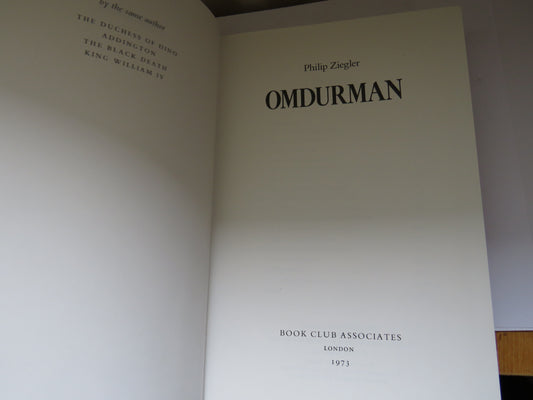 by the same author
THE DUCHESS OF DINO
ADDINGTON
THE BLACK DEATH
KING WILLIAM IV
Philip Ziegler
OMDURMAN
BOOK CLUB ASSOCIATES
LONDON
1973